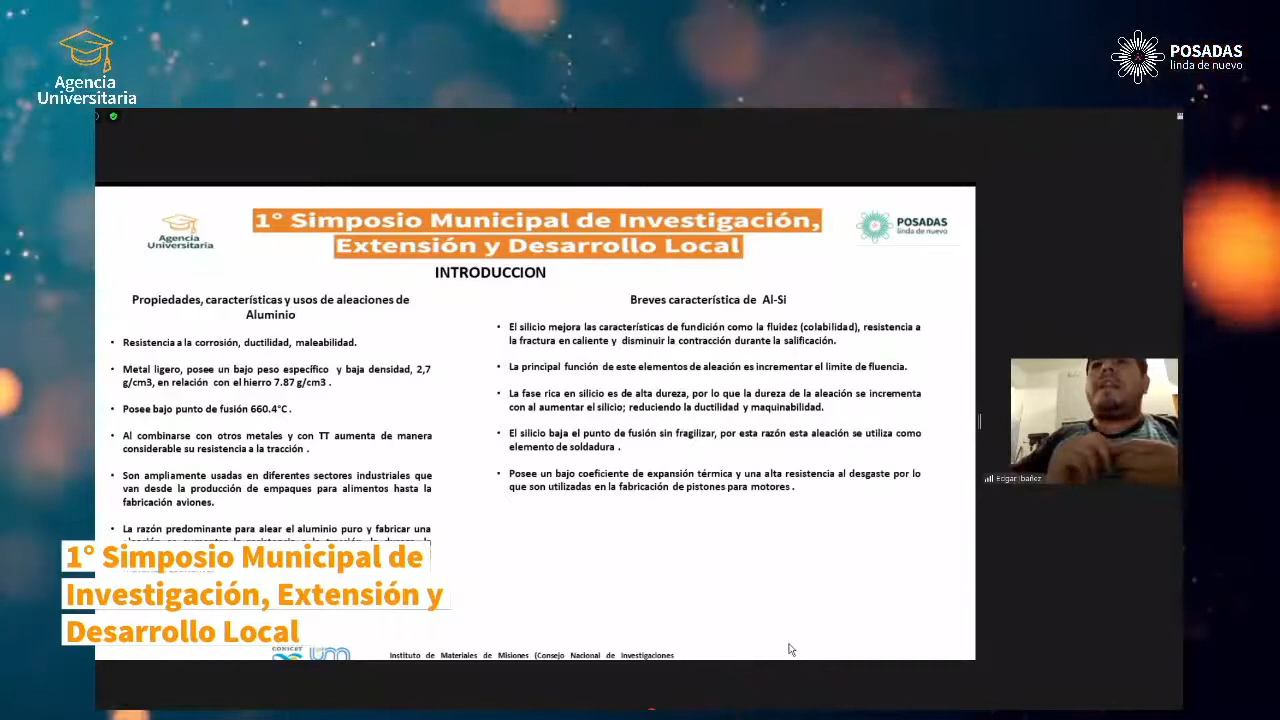 Agencia
Universitaria
POSADAS
linda de nuevo
Agencia
Universitaria
1° Simposio Municipal de Investigación,
Extensión y Desarrollo Local
POSADAS
linda de nuevo
INTRODUCCION
Propiedades, características y usos de aleaciones de
Aluminio
• Resistencia a la corrosión, ductilidad, maleabilidad.
• Metal ligero, posee un bajo peso específico y baja densidad, 2,7
g/cm3, en relación con el hierro 7.87 g/cm3 .
• Posee bajo punto de fusión 660.4°C .
• Al combinarse con otros metales y con TT aumenta de manera
considerable su resistencia a la tracción .
• Son ampliamente usadas en diferentes sectores industriales que
van desde la producción de empaques para alimentos hasta la
fabricación aviones.
• La razón predominante para alear el aluminio puro y fabricar una
Breves característica de Al-Si
• El silicio mejora las características de fundición como la fluidez (colabilidad), resistencia a
la fractura en caliente y disminuir la contracción durante la salificación.
• La principal función de este elementos de aleación es incrementar el limite de fluencia.
• La fase rica en silicio es de alta dureza, por lo que la dureza de la aleación se incrementa
con al aumentar el silicio; reduciendo la ductilidad y maquinabilidad.
• El silicio baja el punto de fusión sin fragilizar, por esta razón esta aleación se utiliza como
elemento de soldadura .
• Posee un bajo coeficiente de expansión térmica y una alta resistencia al desgaste por lo
que son utilizadas en la fabricación de pistones para motores .
Edgar Ibañez
1° Simposio Municipal de
Investigación, Extensión y
Desarrollo Local
CONICET
Instituto de Materiales de Misiones (Consejo Nacional de Investigaciones